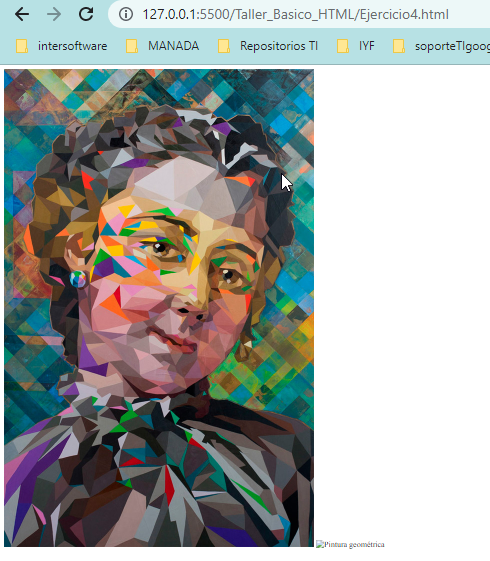 127.0.0.1:5500/Taller_Basico_HTML/Ejercicio4.html
intersoftware MANADA Repositorios TI IYF soporteTIgoog
Pintura geométrica